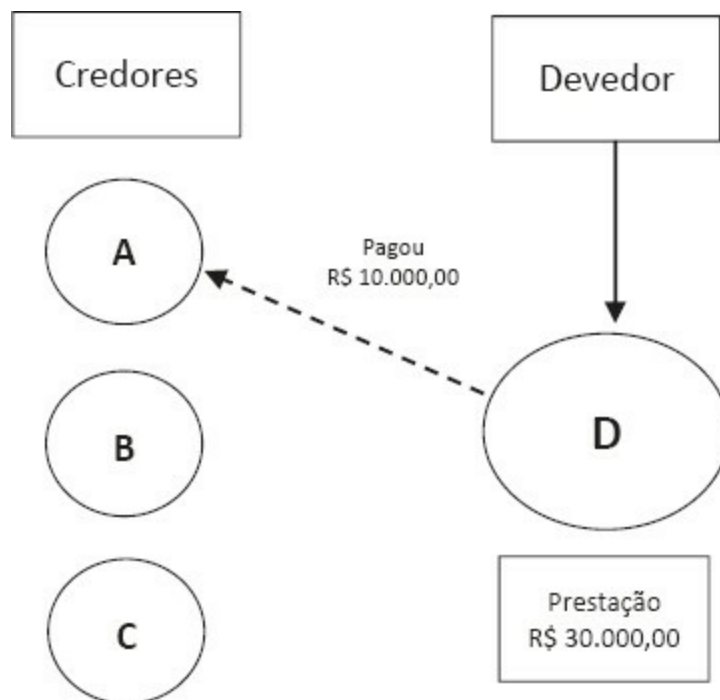 Credores
Devedor
A
Pagou
R$ 10.000,00
B
D
C
Prestação
R$ 30.000,00